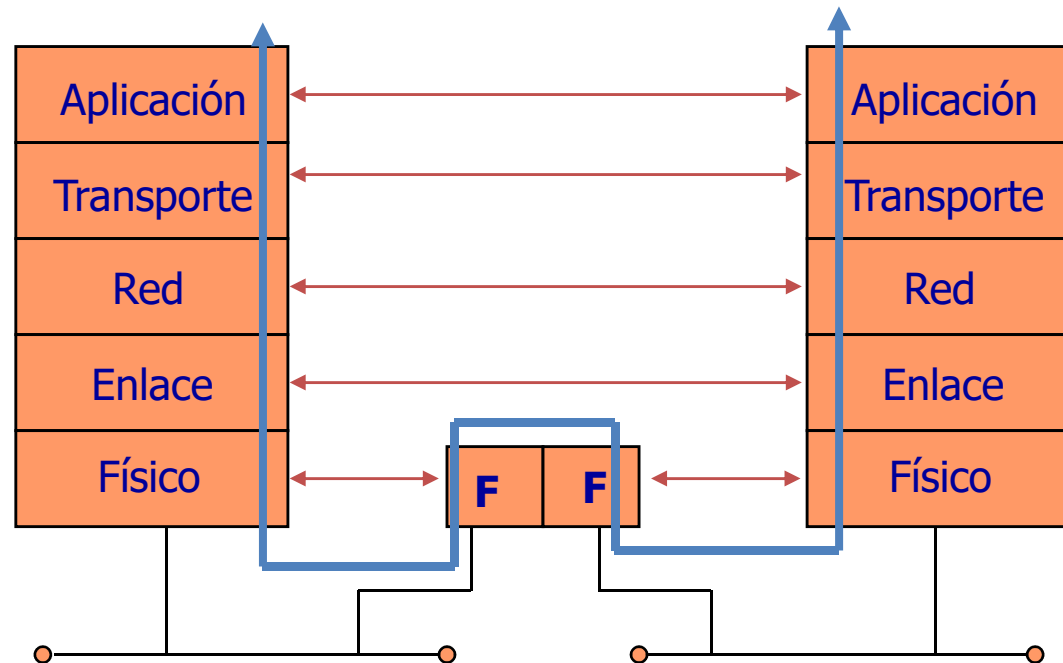 Aplicación
Transporte
Red
Enlace
Físico
F F
Aplicación
Transporte
Red
Enlace
Físico